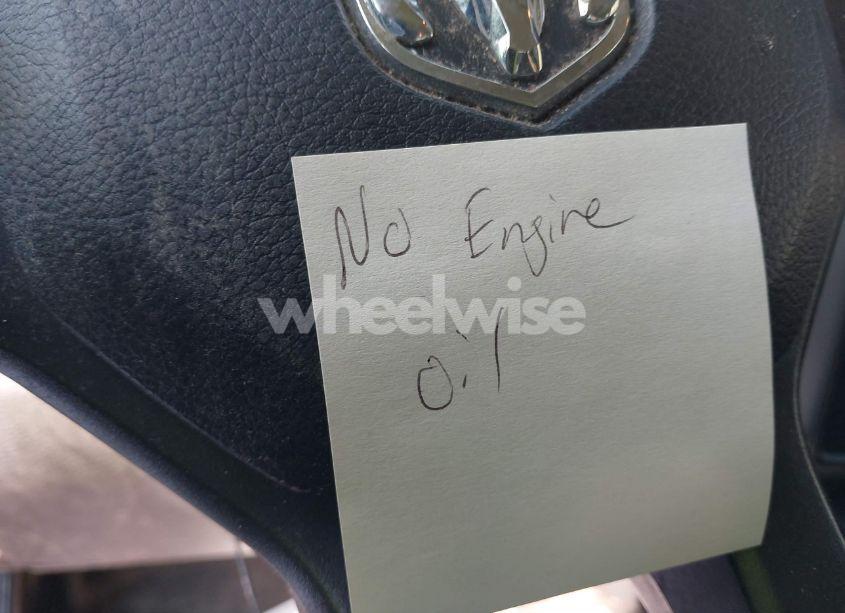 No Engine
wheelwise
oil